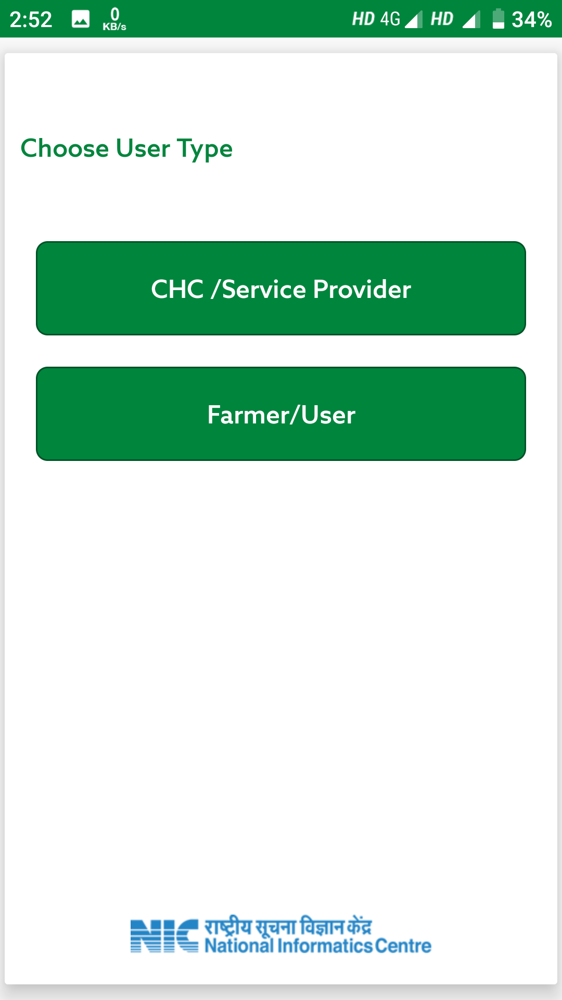 2:52 0 KB/s HD 4G HD 34%
Choose User Type
CHC /Service Provider
Farmer/User
NIC राष्ट्रीय सूचना विज्ञान केंद्र
National Informatics Centre